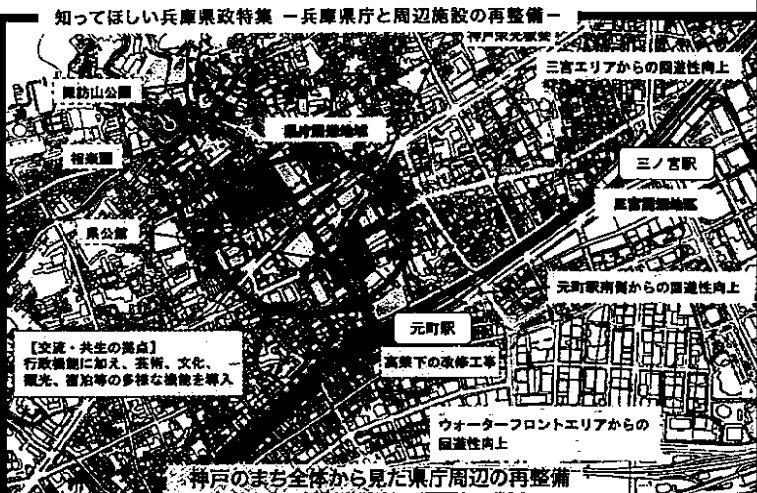 知ってほしい兵庫県政特集 －兵庫県庁と周辺施設の再整備－
三宮エリアからの回遊性向上
諏訪山公園
県庁周辺地域
相楽園
三ノ宮駅
県公館
元町駅南側からの回遊性向上
元町駅
【交流・共生の拠点】
行政機能に加え、芸術、文化、
観光、宿泊等の多様な機能を導入
高架下の改修工事
ウォーターフロントエリアからの
回遊性向上
神戸のまち全体から見た県庁周辺の再整備